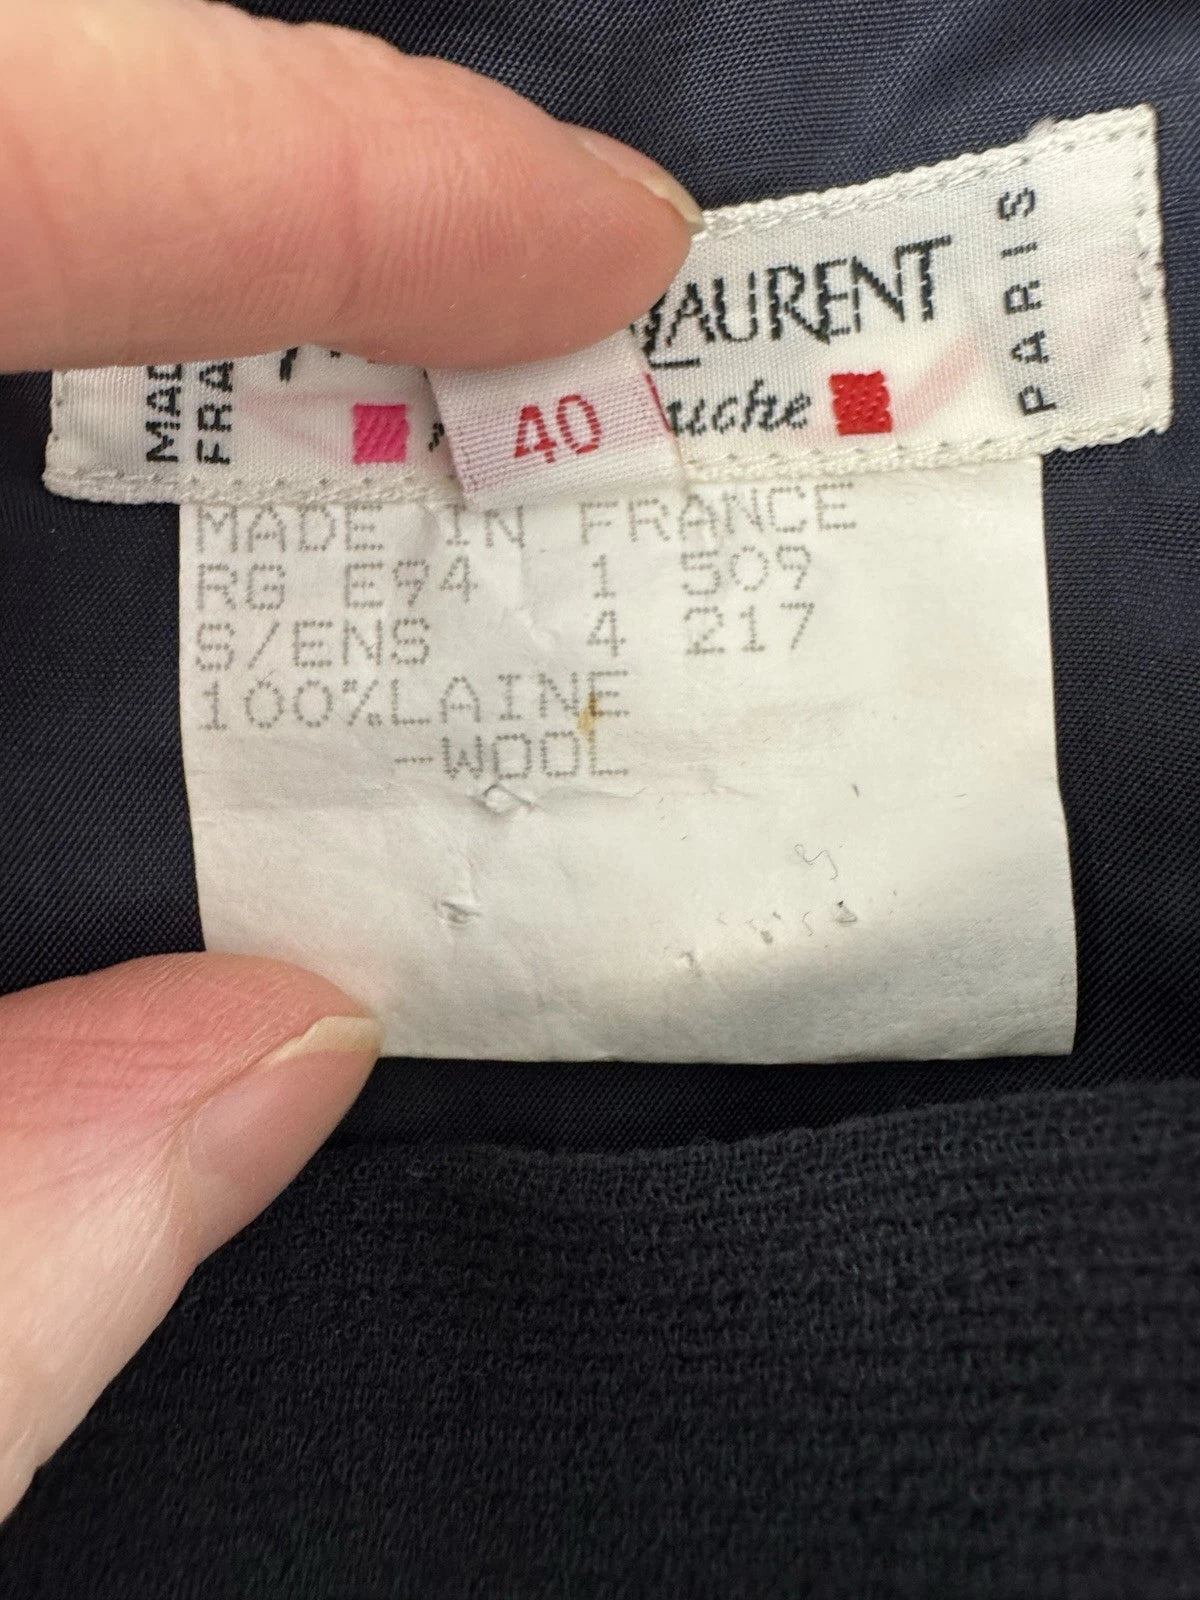 MADE
FRA
LAURENT
PARIS
uche
40
MADE IN FRANCE
RG E94 1 509
S/ENS 4 217
100%LAINE
-WOOL